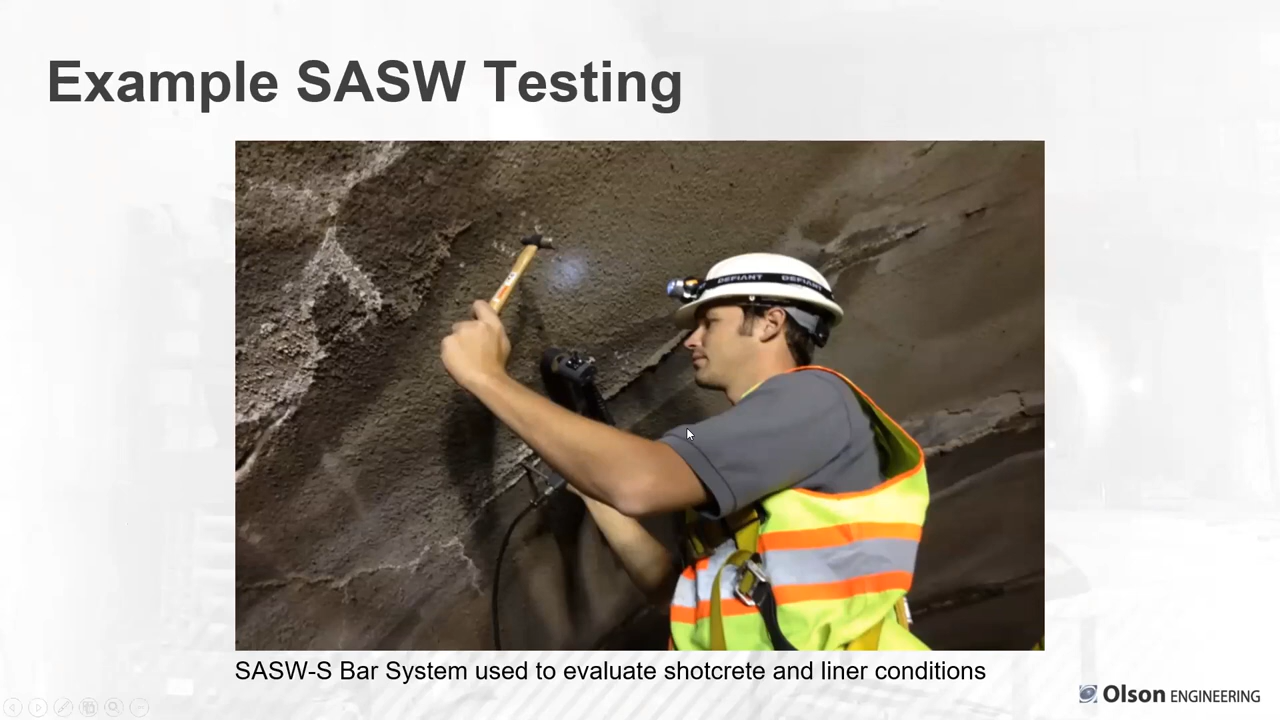 Example SASW Testing
DEFIANT DEFIANT
SASW-S Bar System used to evaluate shotcrete and liner conditions
Olson ENGINEERING